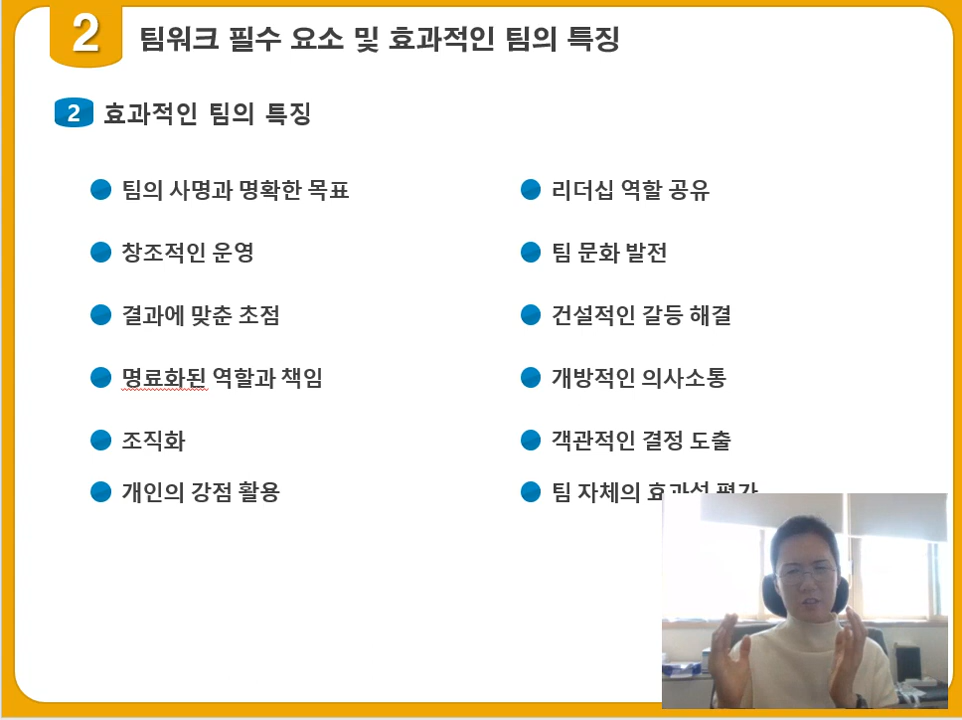 2 팀워크 필수 요소 및 효과적인 팀의 특징
2 효과적인 팀의 특징
팀의 사명과 명확한 목표
창조적인 운영
결과에 맞춘 초점
명료화된 역할과 책임
조직화
개인의 강점 활용
리더십 역할 공유
팀 문화 발전
건설적인 갈등 해결
개방적인 의사소통
객관적인 결정 도출
팀 자체의 효과성 평가